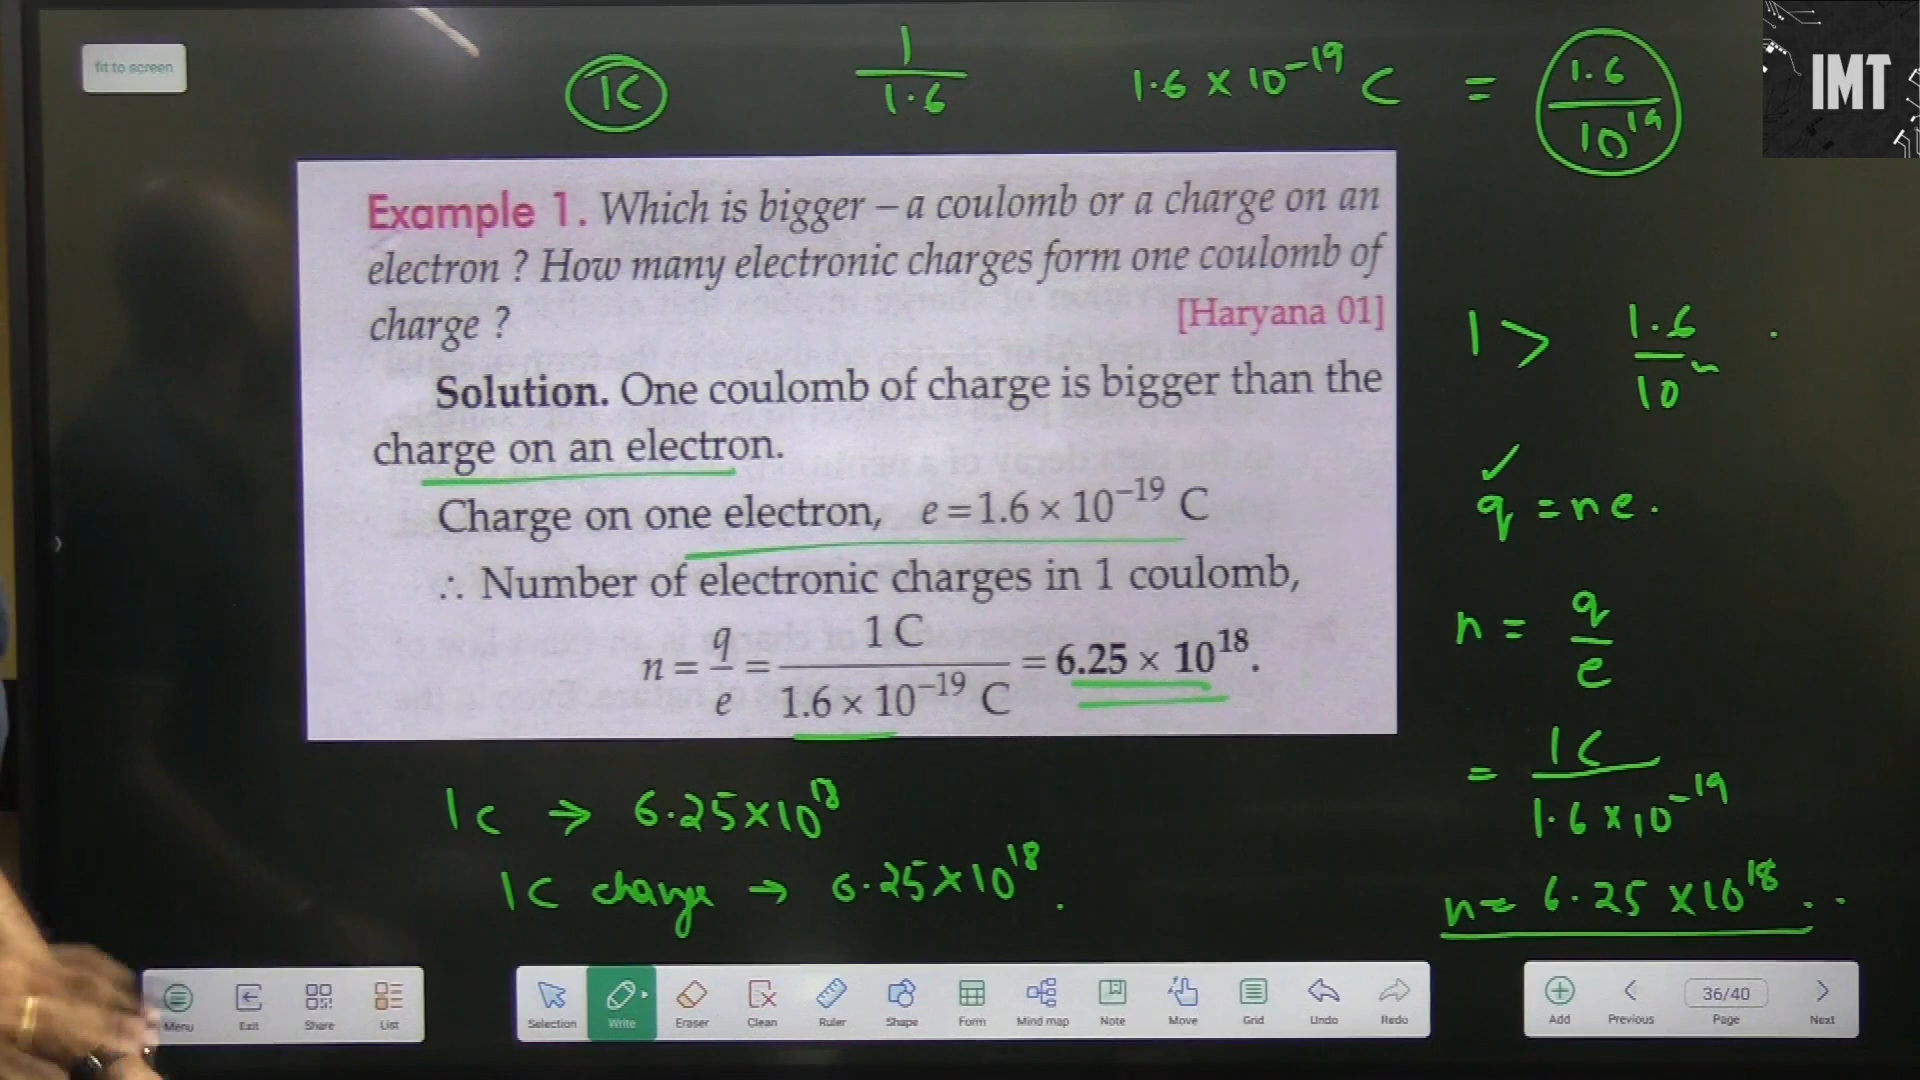 fit to screen
1C
1
1.6
1.6 × 10⁻¹⁹ C = 1.6
10¹⁹
IMT
Example 1. Which is bigger – a coulomb or a charge on an
electron ? How many electronic charges form one coulomb of
charge ?
[Haryana 01]
Solution. One coulomb of charge is bigger than the
charge on an electron.
Charge on one electron, e = 1.6 × 10⁻¹⁹ C
∴ Number of electronic charges in 1 coulomb,
n = q/e = 1 C / 1.6 × 10⁻¹⁹ C = 6.25 × 10¹⁸.
1 > 1.6
10
✓
q = ne.
n = q/e
= 1C / 1.6 × 10⁻¹⁹
n = 6.25 × 10¹⁸ ..
1c → 6.25×10¹⁸
1C charge → 6.25×10¹⁸ .
Menu
Exit
Share
List
Selection
Write
Eraser
Clean
Ruler
Shape
Form
Mind map
Note
Move
Grid
Undo
Redo
Add
Previous
36/40
Page
Next